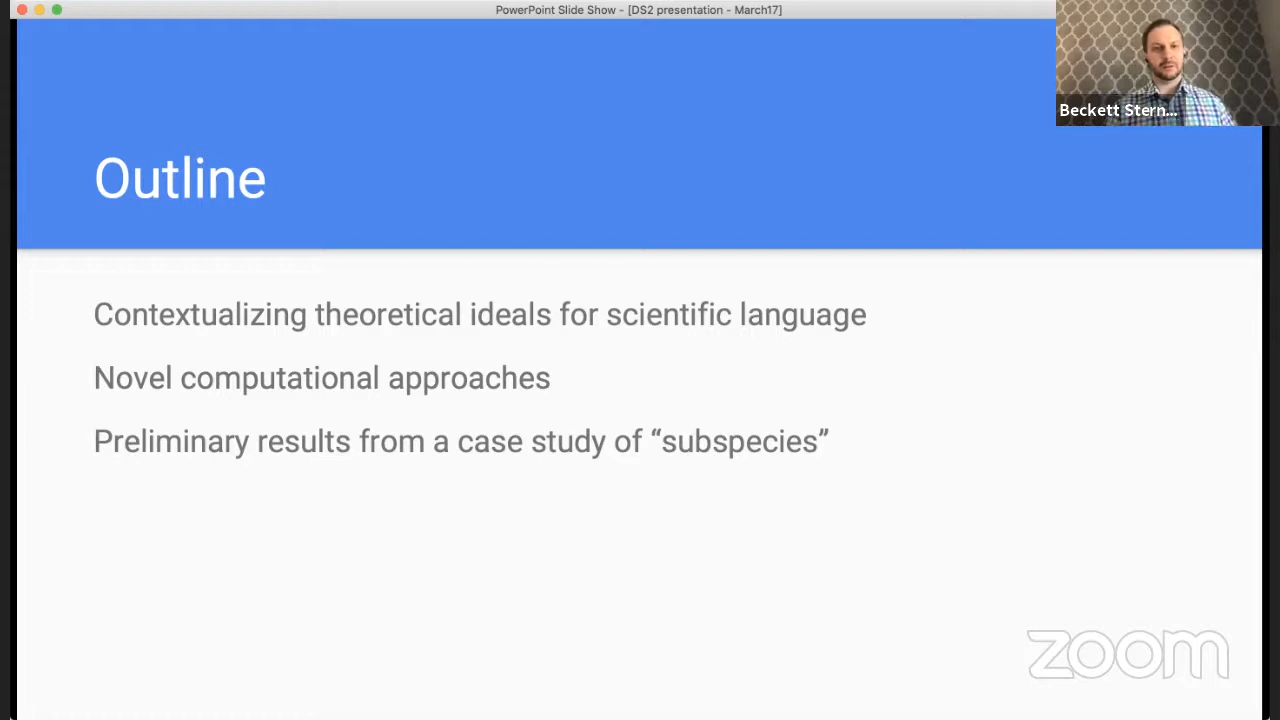 PowerPoint Slide Show - [DS2 presentation - March17]
Beckett Stern...
Outline
Contextualizing theoretical ideals for scientific language
Novel computational approaches
Preliminary results from a case study of “subspecies”
zoom